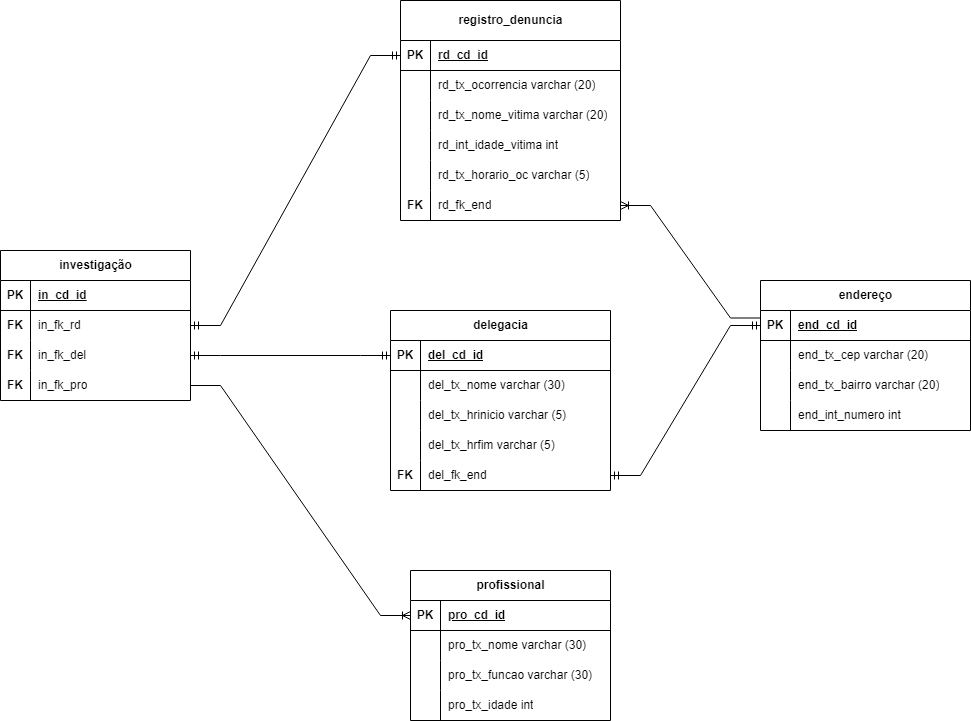 registro_denuncia
PK rd_cd_id
rd_tx_ocorrencia varchar (20)
rd_tx_nome_vitima varchar (20)
rd_int_idade_vitima int
rd_tx_horario_oc varchar (5)
FK rd_fk_end
investigação
PK in_cd_id
FK in_fk_rd
FK in_fk_del
FK in_fk_pro
delegacia
PK del_cd_id
del_tx_nome varchar (30)
del_tx_hrinicio varchar (5)
del_tx_hrfim varchar (5)
FK del_fk_end
endereço
PK end_cd_id
end_tx_cep varchar (20)
end_tx_bairro varchar (20)
end_int_numero int
profissional
PK pro_cd_id
pro_tx_nome varchar (30)
pro_tx_funcao varchar (30)
pro_tx_idade int